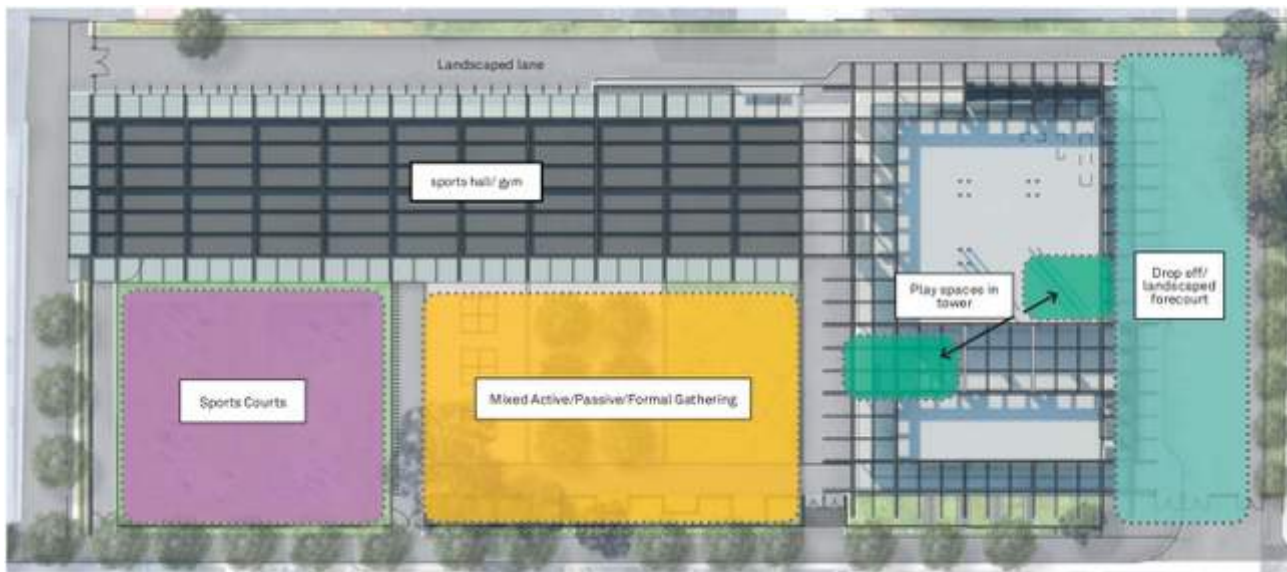 Landscaped lane
sports hall/ gym
Play spaces in
tower
Drop off/
landscaped
forecourt
Sports Courts
Mixed Active/Passive/Formal Gathering